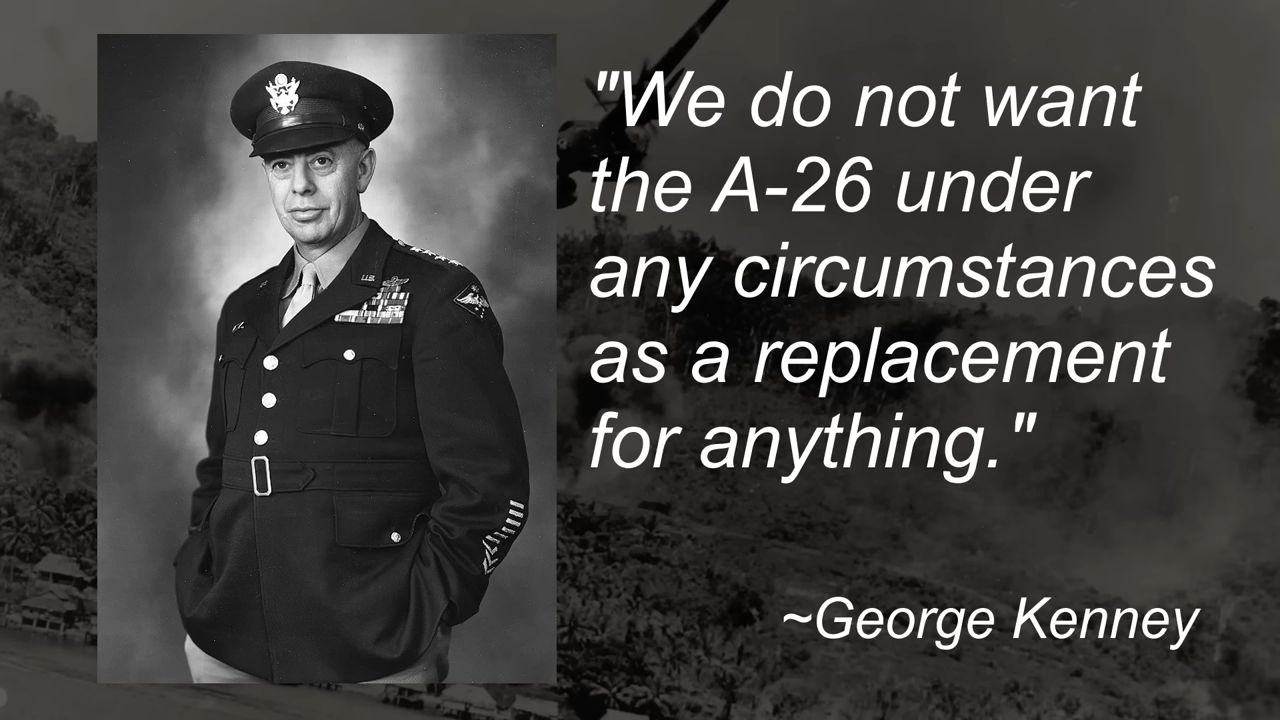 "We do not want
the A-26 under
any circumstances
as a replacement
for anything."
~George Kenney